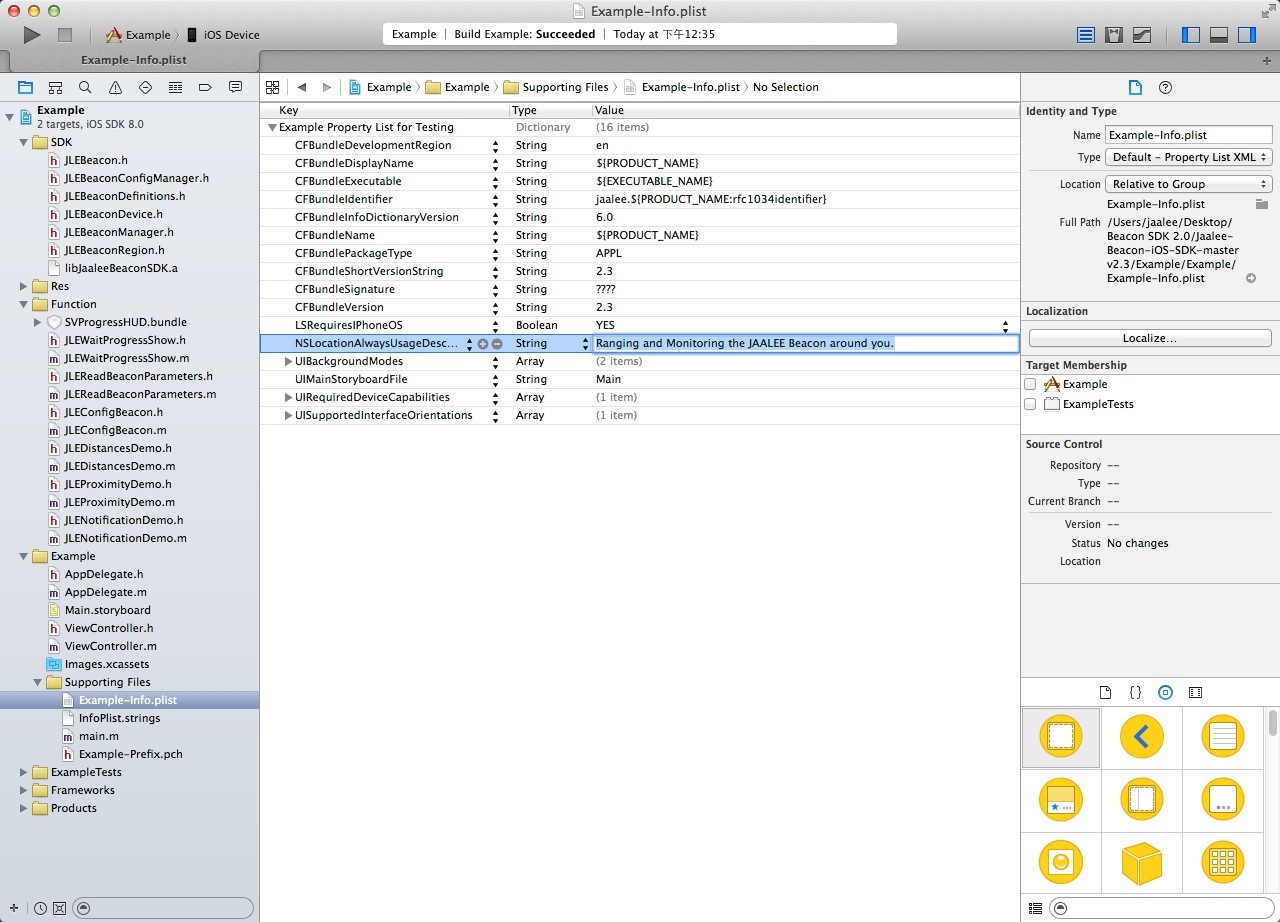 Example-Info.plist
Example
iOS Device
Example | Build Example: Succeeded | Today at 下午12:35
Example-Info.plist
Example
2 targets, iOS SDK 8.0
SDK
JLEBeacon.h
JLEBeaconConfigManager.h
JLEBeaconDefinitions.h
JLEBeaconDevice.h
JLEBeaconManager.h
JLEBeaconRegion.h
libJaaleeBeaconSDK.a
Res
Function
SVProgressHUD.bundle
JLEWaitProgressShow.h
JLEWaitProgressShow.m
JLEReadBeaconParameters.h
JLEReadBeaconParameters.m
JLEConfigBeacon.h
JLEConfigBeacon.m
JLEDistancesDemo.h
JLEDistancesDemo.m
JLEProximityDemo.h
JLEProximityDemo.m
JLENotificationDemo.h
JLENotificationDemo.m
Example
AppDelegate.h
AppDelegate.m
Main.storyboard
ViewController.h
ViewController.m
Images.xcassets
Supporting Files
Example-Info.plist
InfoPlist.strings
main.m
Example-Prefix.pch
ExampleTests
Frameworks
Products
Example
Example
Supporting Files
Example-Info.plist
No Selection
Key Type Value
Example Property List for Testing Dictionary (16 items)
CFBundleDevelopmentRegion String en
CFBundleDisplayName String ${PRODUCT_NAME}
CFBundleExecutable String ${EXECUTABLE_NAME}
CFBundleIdentifier String jaalee.${PRODUCT_NAME:rfc1034identifier}
CFBundleInfoDictionaryVersion String 6.0
CFBundleName String ${PRODUCT_NAME}
CFBundlePackageType String APPL
CFBundleShortVersionString String 2.3
CFBundleSignature String ????
CFBundleVersion String 2.3
LSRequiresIPhoneOS Boolean YES
NSLocationAlwaysUsageDesc... String Ranging and Monitoring the JAALEE Beacon around you.
UIBackgroundModes Array (2 items)
UIMainStoryboardFile String Main
UIRequiredDeviceCapabilities Array (1 item)
UISupportedInterfaceOrientations Array (1 item)
Identity and Type
Name Example-Info.plist
Type Default - Property List XML
Location Relative to Group
Example-Info.plist
Full Path /Users/jaalee/Desktop/
Beacon SDK 2.0/Jaalee-
Beacon-iOS-SDK-master
v2.3/Example/Example/
Example-Info.plist
Localization
Localize...
Target Membership
Example
ExampleTests
Source Control
Repository --
Type --
Current Branch --
Version --
Status No changes
Location